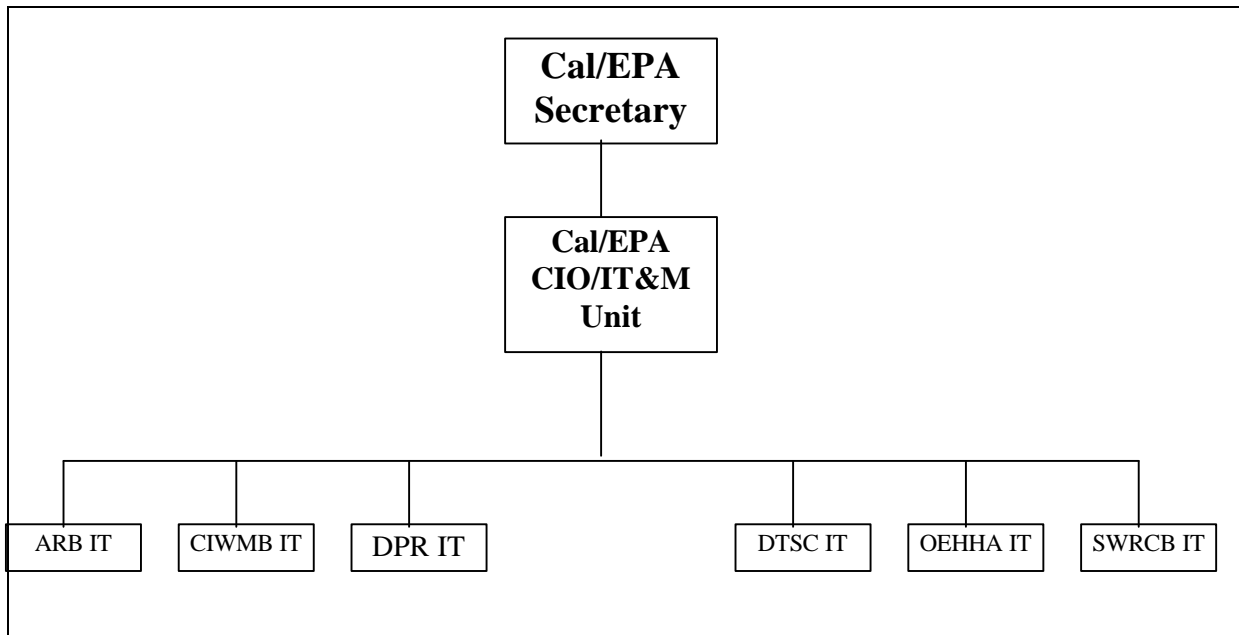 Cal/EPA
Secretary
Cal/EPA
CIO/IT&M
Unit
ARB IT
CIWMB IT
DPR IT
DTSC IT
OEHHA IT
SWRCB IT